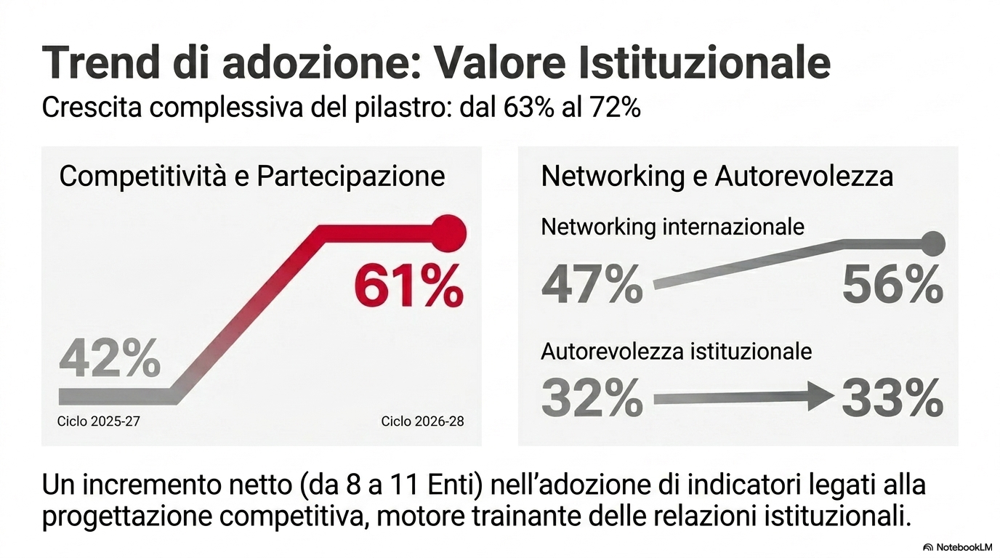 Trend di adozione: Valore Istituzionale
Crescita complessiva del pilastro: dal 63% al 72%
Competitività e Partecipazione
42%
61%
Ciclo 2025-27
Ciclo 2026-28
Networking e Autorevolezza
Networking internazionale
47%
56%
Autorevolezza istituzionale
32%
33%
Un incremento netto (da 8 a 11 Enti) nell'adozione di indicatori legati alla
progettazione competitiva, motore trainante delle relazioni istituzionali.
NotebookLM